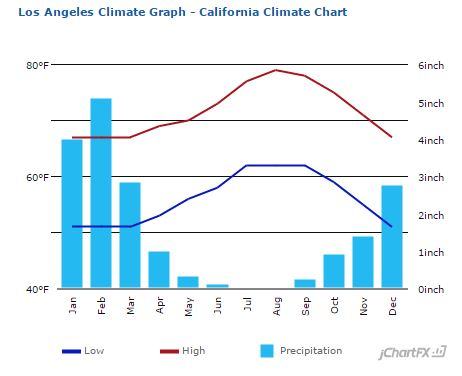 Los Angeles Climate Graph - California Climate Chart
80°F
60°F
40°F
6inch
5inch
4inch
3inch
2inch
1inch
0inch
Jan
Feb
Mar
Apr
May
Jun
Jul
Aug
Sep
Oct
Nov
Dec
Low
High
Precipitation
jChartFX